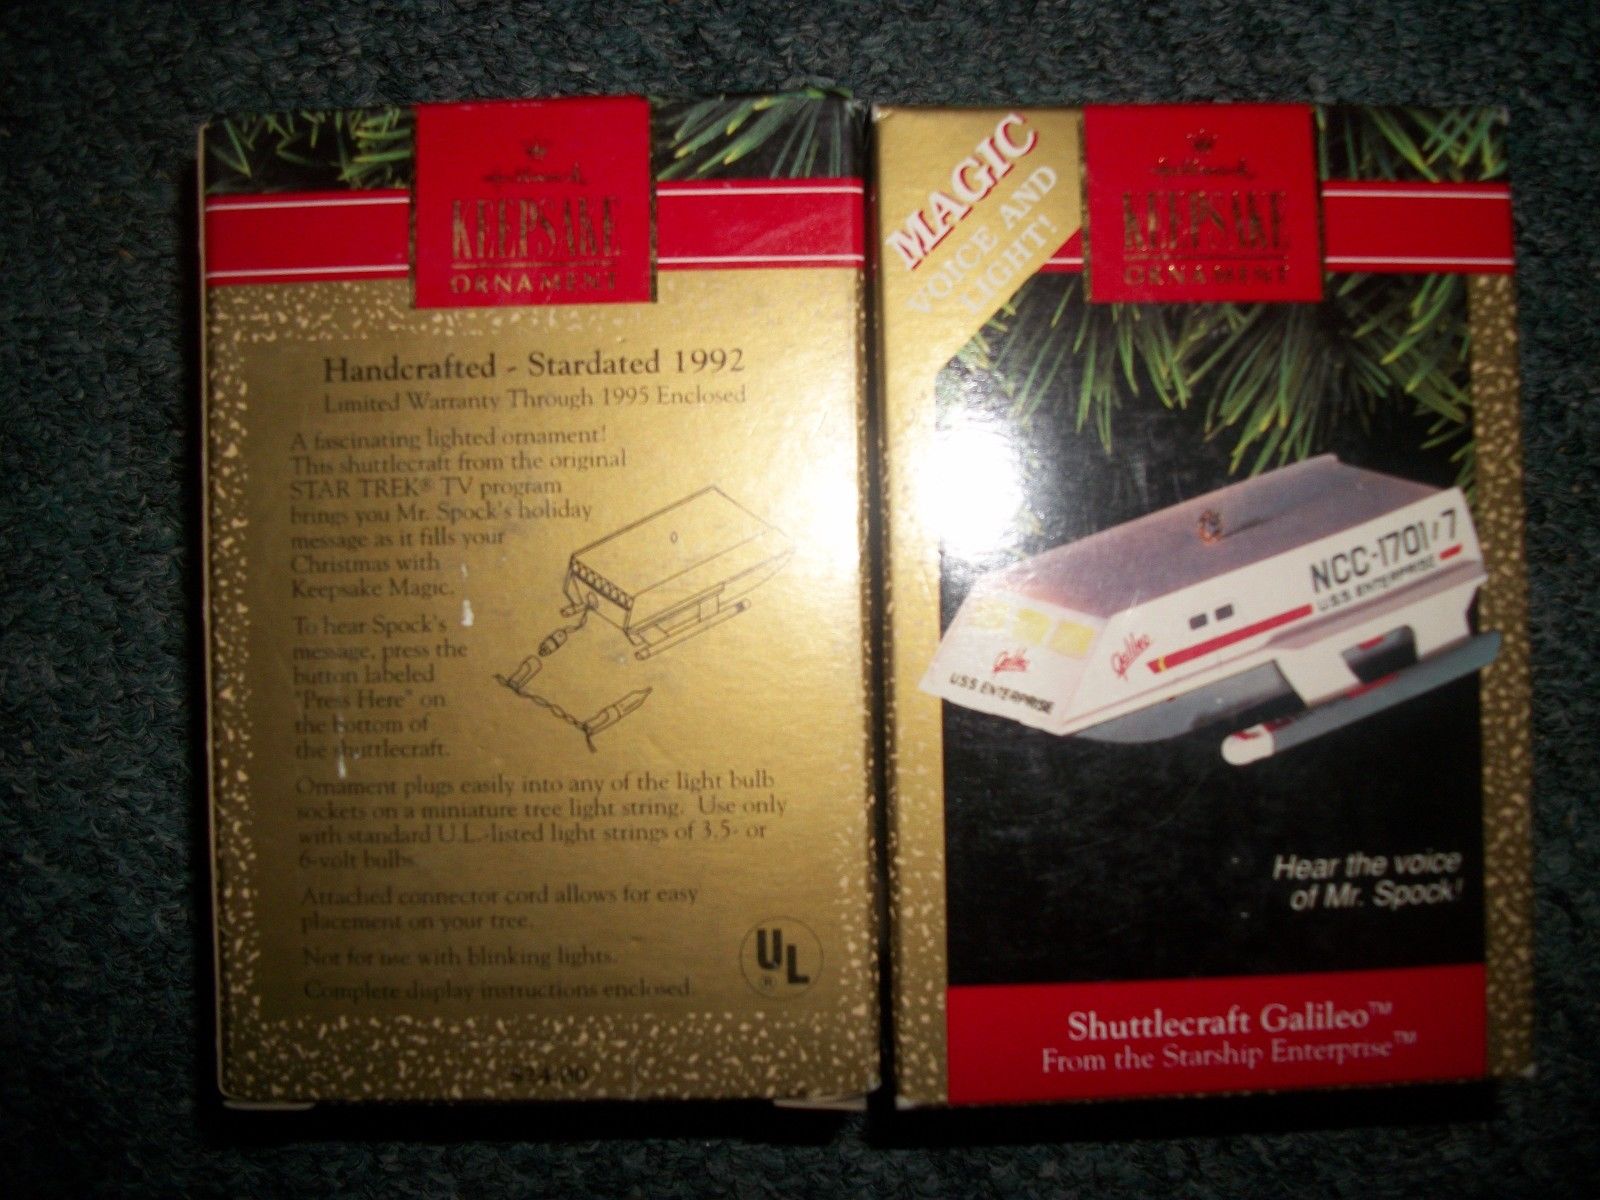 Hallmark
KEEPSAKE
ORNAMENT
Handcrafted - Stardated 1992
Limited Warranty Through 1995 Enclosed
A fascinating lighted ornament!
This shuttlecraft from the original
STAR TREK® TV program
brings you Mr. Spock's holiday
message as it fills your
Christmas with
Keepsake Magic.
To hear Spock's
message, press the
button labeled
"Press Here" on
the bottom of
the shuttlecraft.
Ornament plugs easily into any of the light bulb
sockets on a miniature tree light string. Use only
with standard U.L.-listed light strings of 3.5- or
6-volt bulbs.
Attached connector cord allows for easy
placement on your tree.
Not for use with blinking lights.
Complete display instructions enclosed.
UL
®
$24.00
MAGIC
VOICE AND
LIGHT!
Hallmark
KEEPSAKE
ORNAMENT
NCC-1701/7
U.S.S. ENTERPRISE
Galileo
Galileo
U.S.S. ENTERPRISE
Hear the voice
of Mr. Spock!
Shuttlecraft Galileo™
From the Starship Enterprise™